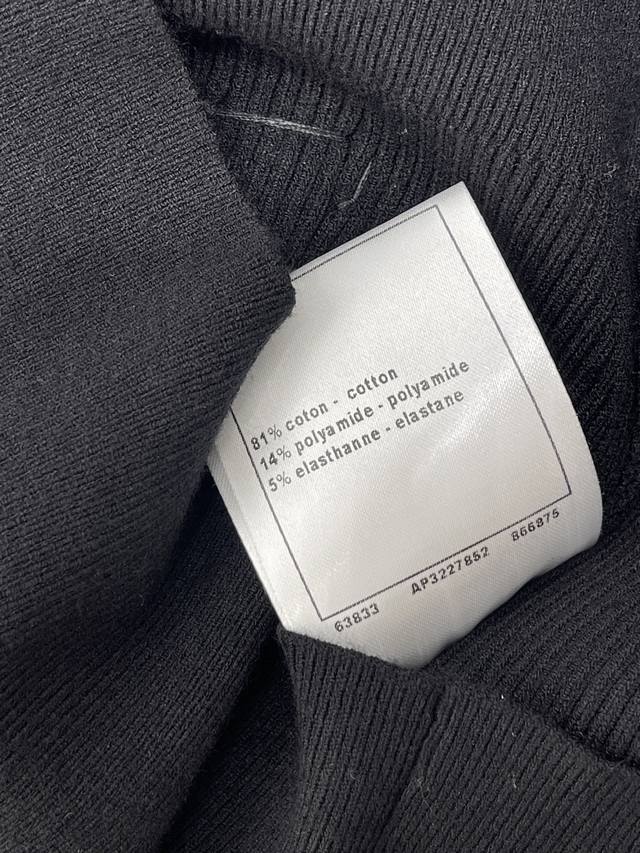 81% coton - cotton
14% polyamide - polyamide
5% elasthanne - elastane
63833 AP3227852 866875